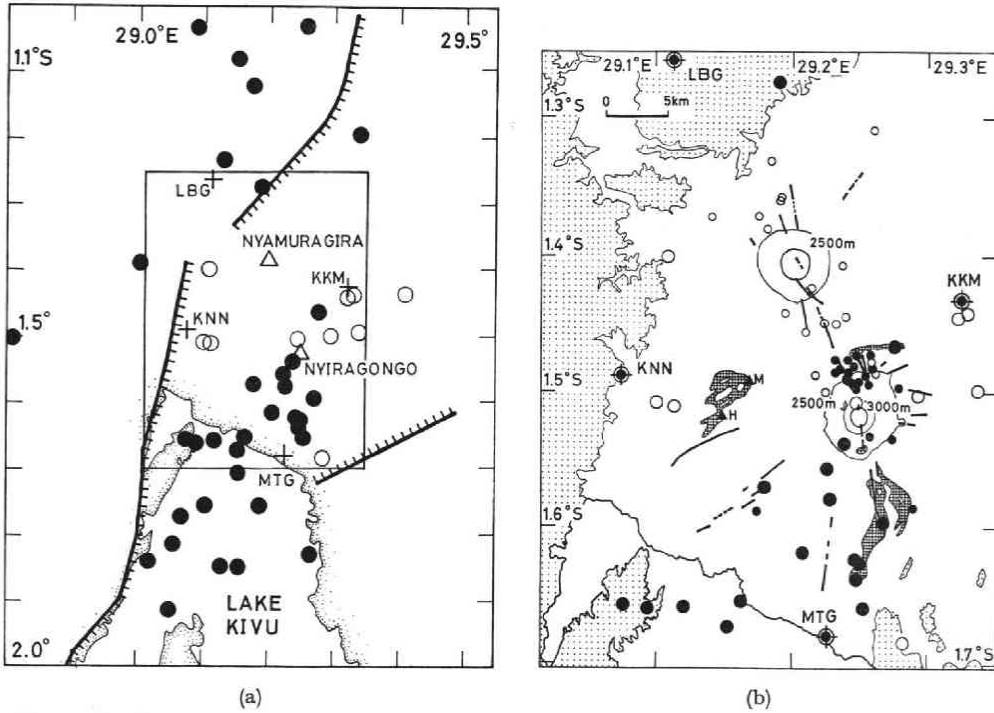 29.0°E
29.5°
1.1°S
LBG
NYAMURAGIRA
KKM
KNN
1.5°
NYIRAGONGO
MTG
LAKE
KIVU
2.0°
(a)
29.1°E
29.2°E
29.3°E
LBG
0 5km
1.3°S
2500m
1.4°S
KKM
KNN
M
1.5°S
2500m
3000m
H
1.6°S
MTG
1.7°S
(b)